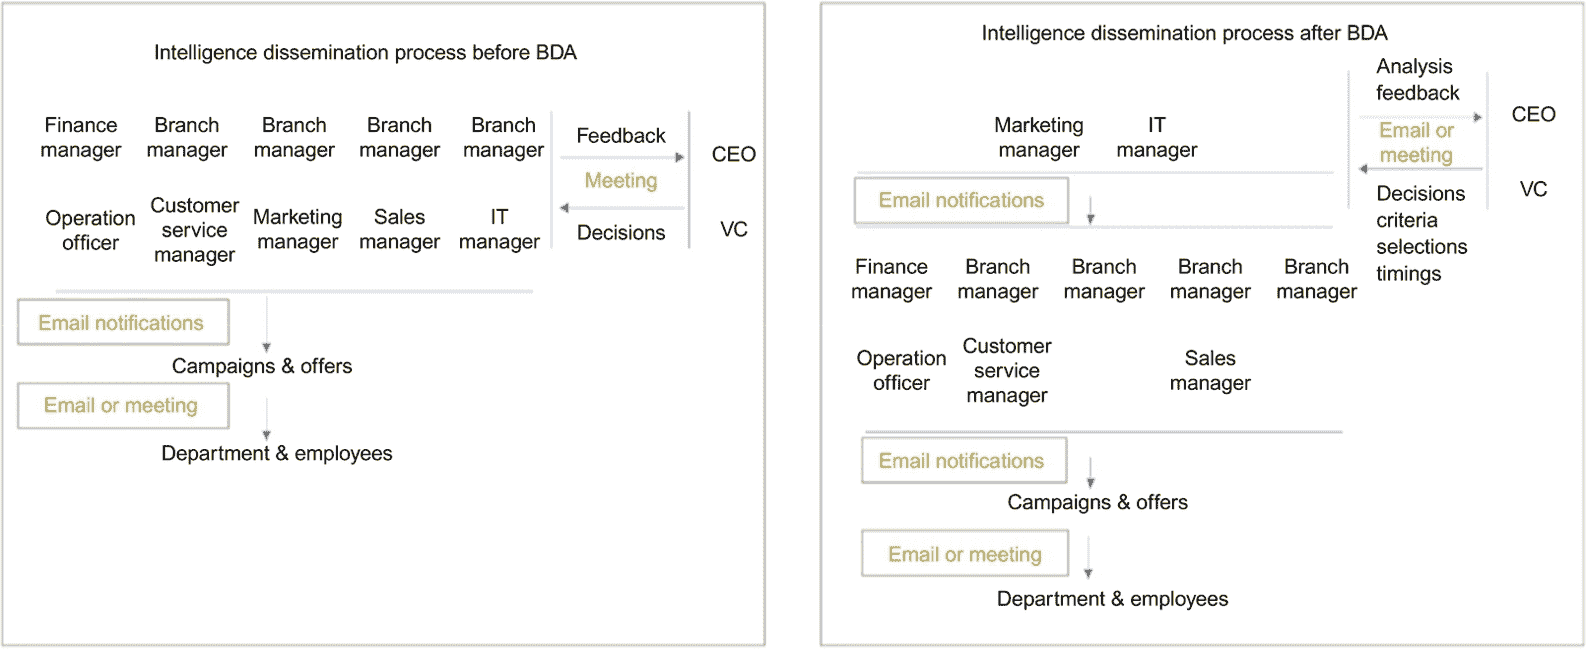 Intelligence dissemination process before BDA
Finance manager
Branch manager
Branch manager
Branch manager
Branch manager
Operation officer
Customer service manager
Marketing manager
Sales manager
IT manager
Feedback
Meeting
Decisions
CEO
VC
Email notifications
Campaigns & offers
Email or meeting
Department & employees
Intelligence dissemination process after BDA
Marketing manager
IT manager
Analysis feedback
Email or meeting
Decisions criteria selections timings
CEO
VC
Email notifications
Finance manager
Branch manager
Branch manager
Branch manager
Branch manager
Operation officer
Customer service manager
Sales manager
Email notifications
Campaigns & offers
Email or meeting
Department & employees